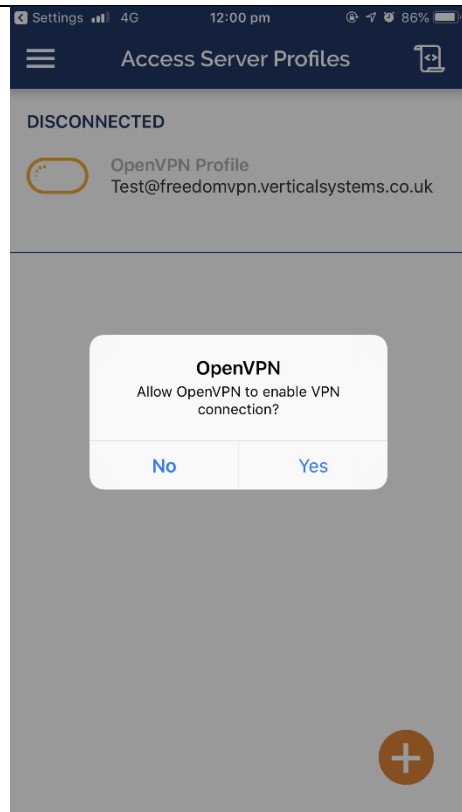 Settings 4G 12:00 pm 86%
Access Server Profiles
DISCONNECTED
OpenVPN Profile
Test@freedomvpn.verticalsystems.co.uk
OpenVPN
Allow OpenVPN to enable VPN
connection?
No Yes